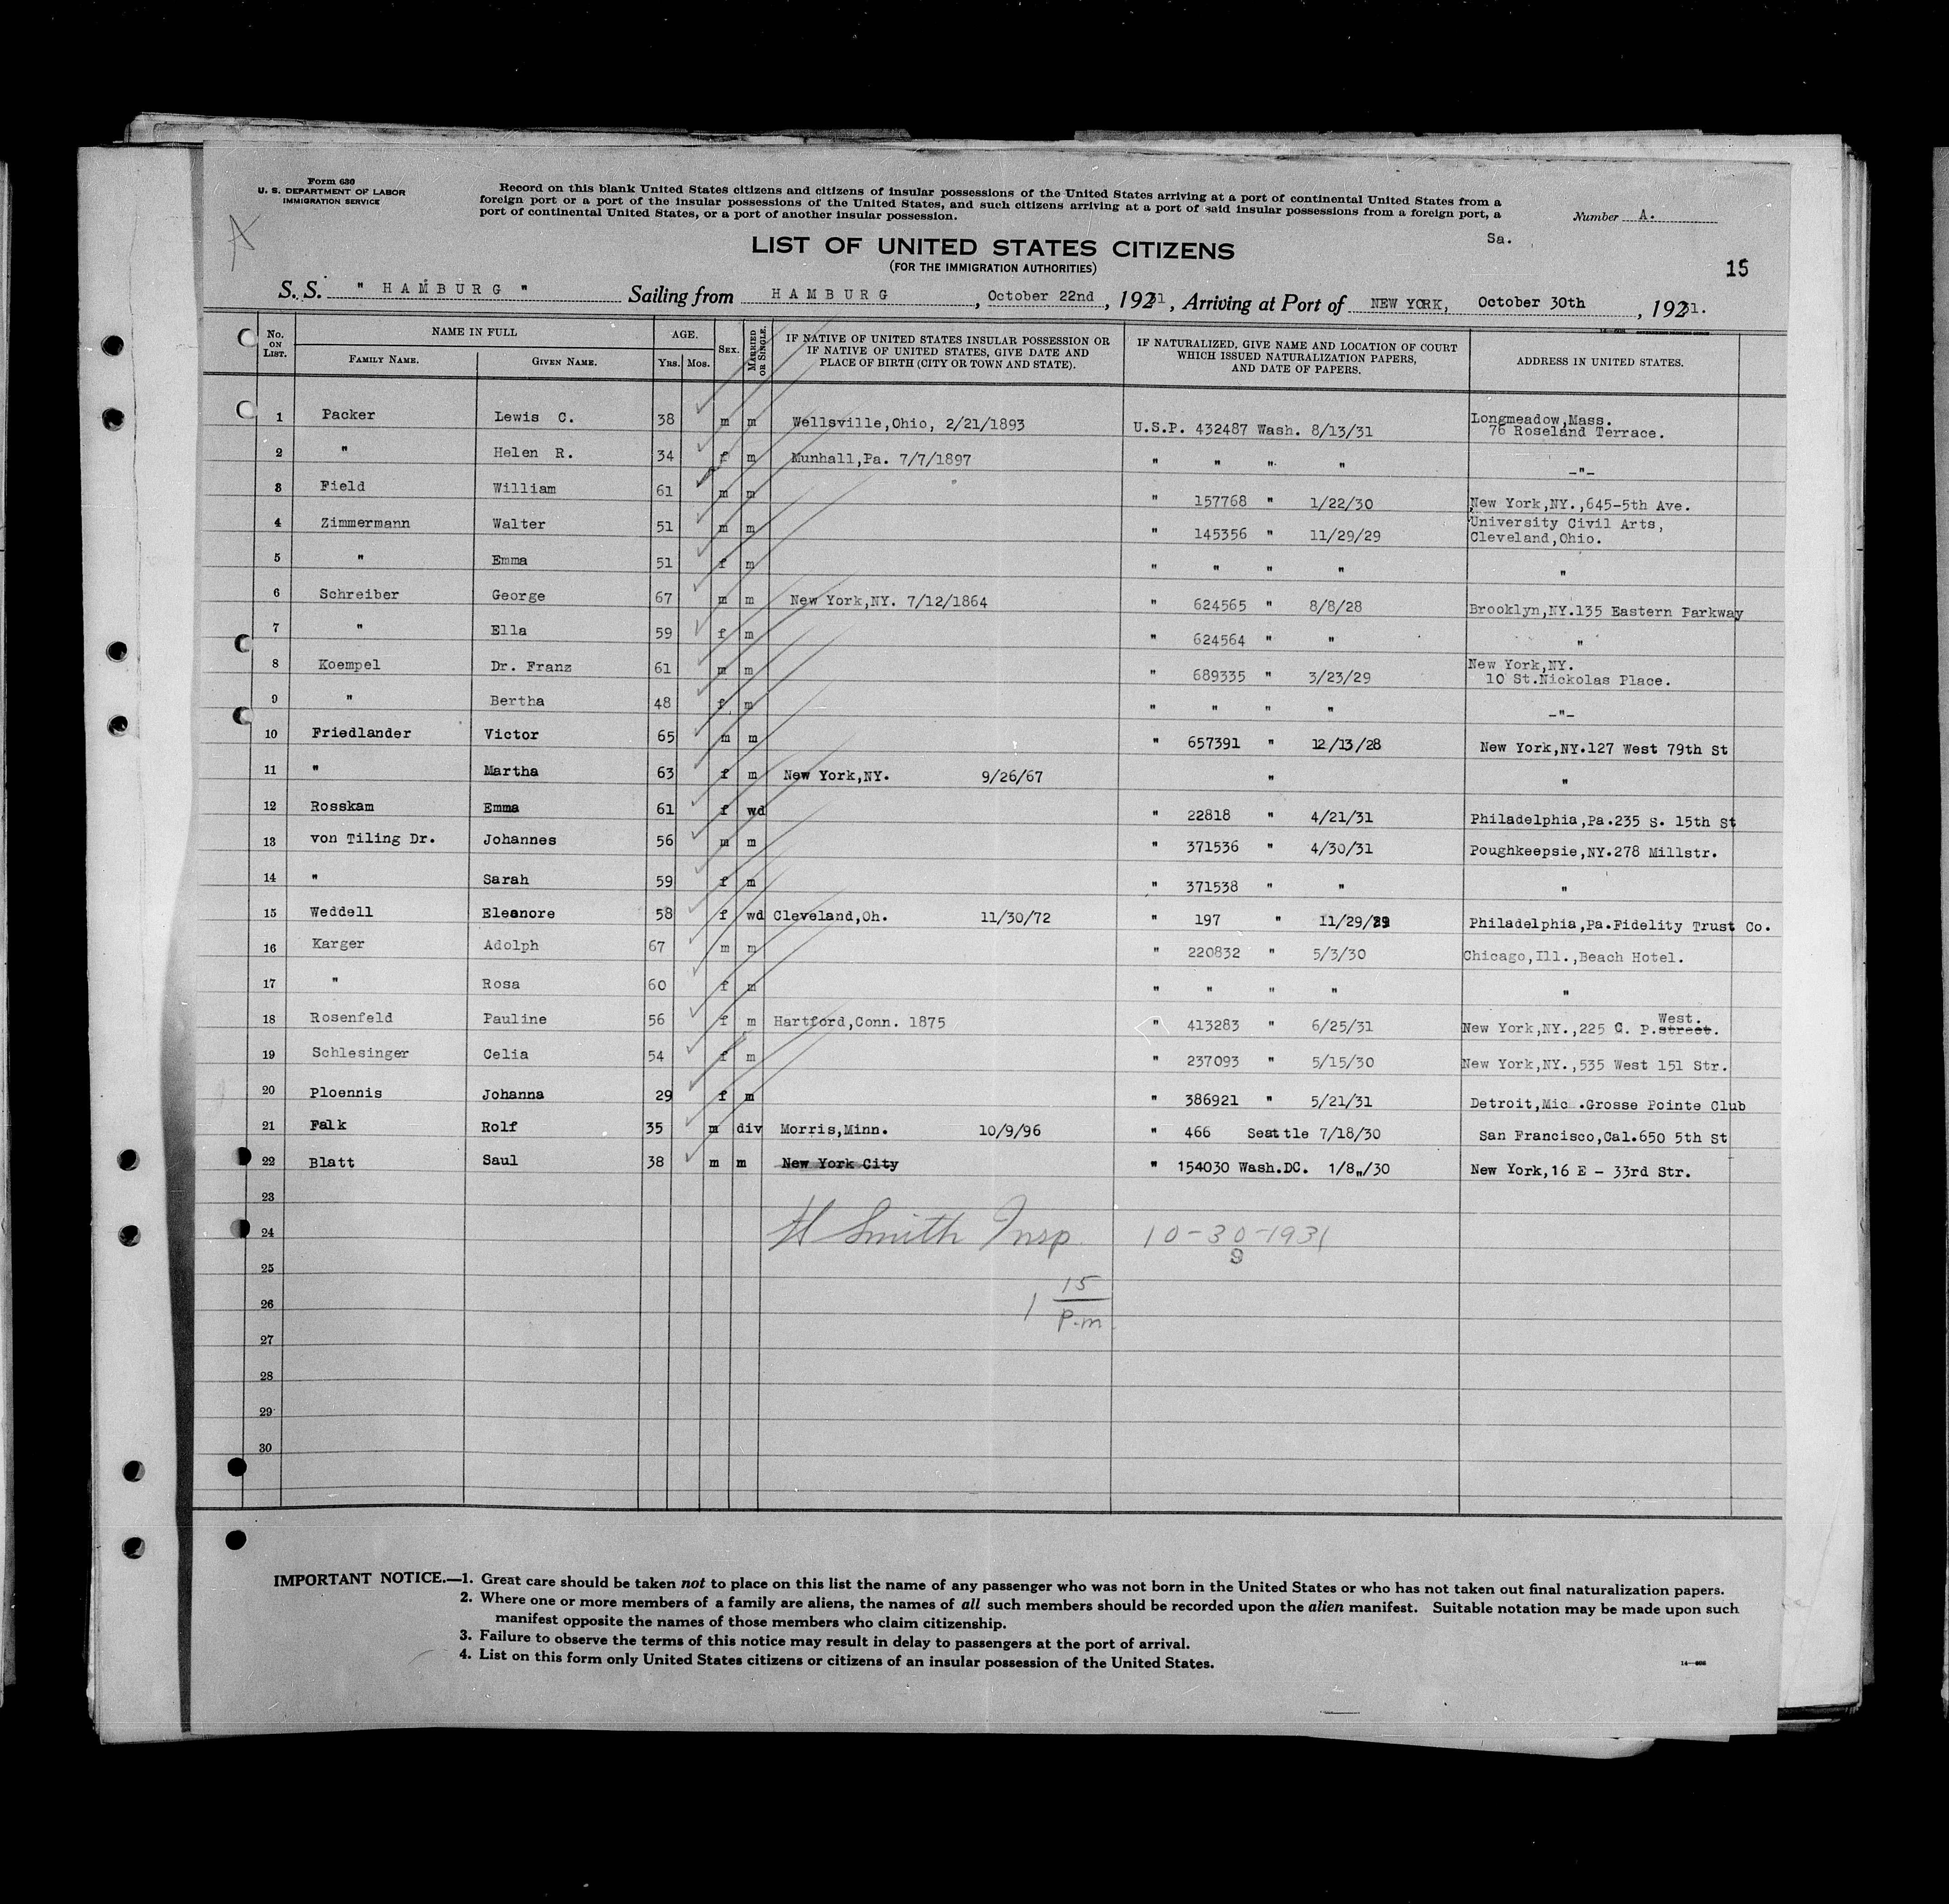 Form 630
U. S. DEPARTMENT OF LABOR
IMMIGRATION SERVICE
Record on this blank United States citizens and citizens of insular possessions of the United States arriving at a port of continental United States from a
foreign port or a port of the insular possessions of the United States, and such citizens arriving at a port of said insular possessions from a foreign port, a
port of continental United States, or a port of another insular possession.
Number A.
Sa.
A
LIST OF UNITED STATES CITIZENS
(FOR THE IMMIGRATION AUTHORITIES)
15
S. S. " HAMBURG " Sailing from HAMBURG, October 22nd, 192 31, Arriving at Port of NEW YORK, October 30th, 192 31.
No. ON LIST. NAME IN FULL FAMILY NAME. GIVEN NAME. AGE. YRS. MOS. SEX. MARRIED OR SINGLE. IF NATIVE OF UNITED STATES INSULAR POSSESSION OR IF NATIVE OF UNITED STATES, GIVE DATE AND PLACE OF BIRTH (CITY OR TOWN AND STATE). IF NATURALIZED, GIVE NAME AND LOCATION OF COURT WHICH ISSUED NATURALIZATION PAPERS, AND DATE OF PAPERS. ADDRESS IN UNITED STATES.
1 Packer Lewis C. 38 m m Wellsville,Ohio, 2/21/1893 U.S.P. 432487 Wash. 8/13/31 Longmeadow,Mass. 76 Roseland Terrace.
2 " Helen R. 34 f m Munhall,Pa. 7/7/1897 " " " " -"-
3 Field William 61 m m " 157768 " 1/22/30 New York,NY.,645-5th Ave.
4 Zimmermann Walter 51 m m " 145356 " 11/29/29 University Civil Arts, Cleveland,Ohio.
5 " Emma 51 f m " " " " "
6 Schreiber George 67 m m New York,NY. 7/12/1864 " 624565 " 8/8/28 Brooklyn,NY.135 Eastern Parkway
7 " Ella 59 f m " 624564 " " "
8 Koempel Dr. Franz 61 m m " 689335 " 3/23/29 New York,NY. 10 St.Nickolas Place.
9 " Bertha 48 f m " " " " -"-
10 Friedlander Victor 65 m m " 657391 " 12/13/28 New York,NY.127 West 79th St
11 " Martha 63 f m New York,NY. 9/26/67 " "
12 Rosskam Emma 61 f wd " 22818 " 4/21/31 Philadelphia,Pa.235 S. 15th St
13 von Tiling Dr. Johannes 56 m m " 371536 " 4/30/31 Poughkeepsie,NY.278 Millstr.
14 " Sarah 59 f m " 371538 " " "
15 Weddell Eleanore 58 f wd Cleveland,Oh. 11/30/72 " 197 " 11/29/ Philadelphia,Pa.Fidelity Trust Co.
16 Karger Adolph 67 m m " 220832 " 5/3/30 Chicago,Ill.,Beach Hotel.
17 " Rosa 60 f m " " " " "
18 Rosenfeld Pauline 56 f m Hartford,Conn. 1875 " 413283 " 6/25/31 New York,NY.,225 C. P.street. West.
19 Schlesinger Celia 54 f m " 237093 " 5/15/30 New York,NY.,535 West 151 Str.
20 Ploennis Johanna 29 f m " 386921 " 5/21/31 Detroit,Mic .Grosse Pointe Club
21 Falk Rolf 35 m div Morris,Minn. 10/9/96 " 466 Seattle 7/18/30 San Francisco,Cal.650 5th St
22 Blatt Saul 38 m m New York City " 154030 Wash.DC. 1/8"/30 New York,16 E - 33rd Str.
23
24 H Smith Insp 10-30-1931
9
25
26 1 15 p.m.
27
28
29
30
IMPORTANT NOTICE.—1. Great care should be taken not to place on this list the name of any passenger who was not born in the United States or who has not taken out final naturalization papers.
2. Where one or more members of a family are aliens, the names of all such members should be recorded upon the alien manifest. Suitable notation may be made upon such
manifest opposite the names of those members who claim citizenship.
3. Failure to observe the terms of this notice may result in delay to passengers at the port of arrival.
4. List on this form only United States citizens or citizens of an insular possession of the United States.